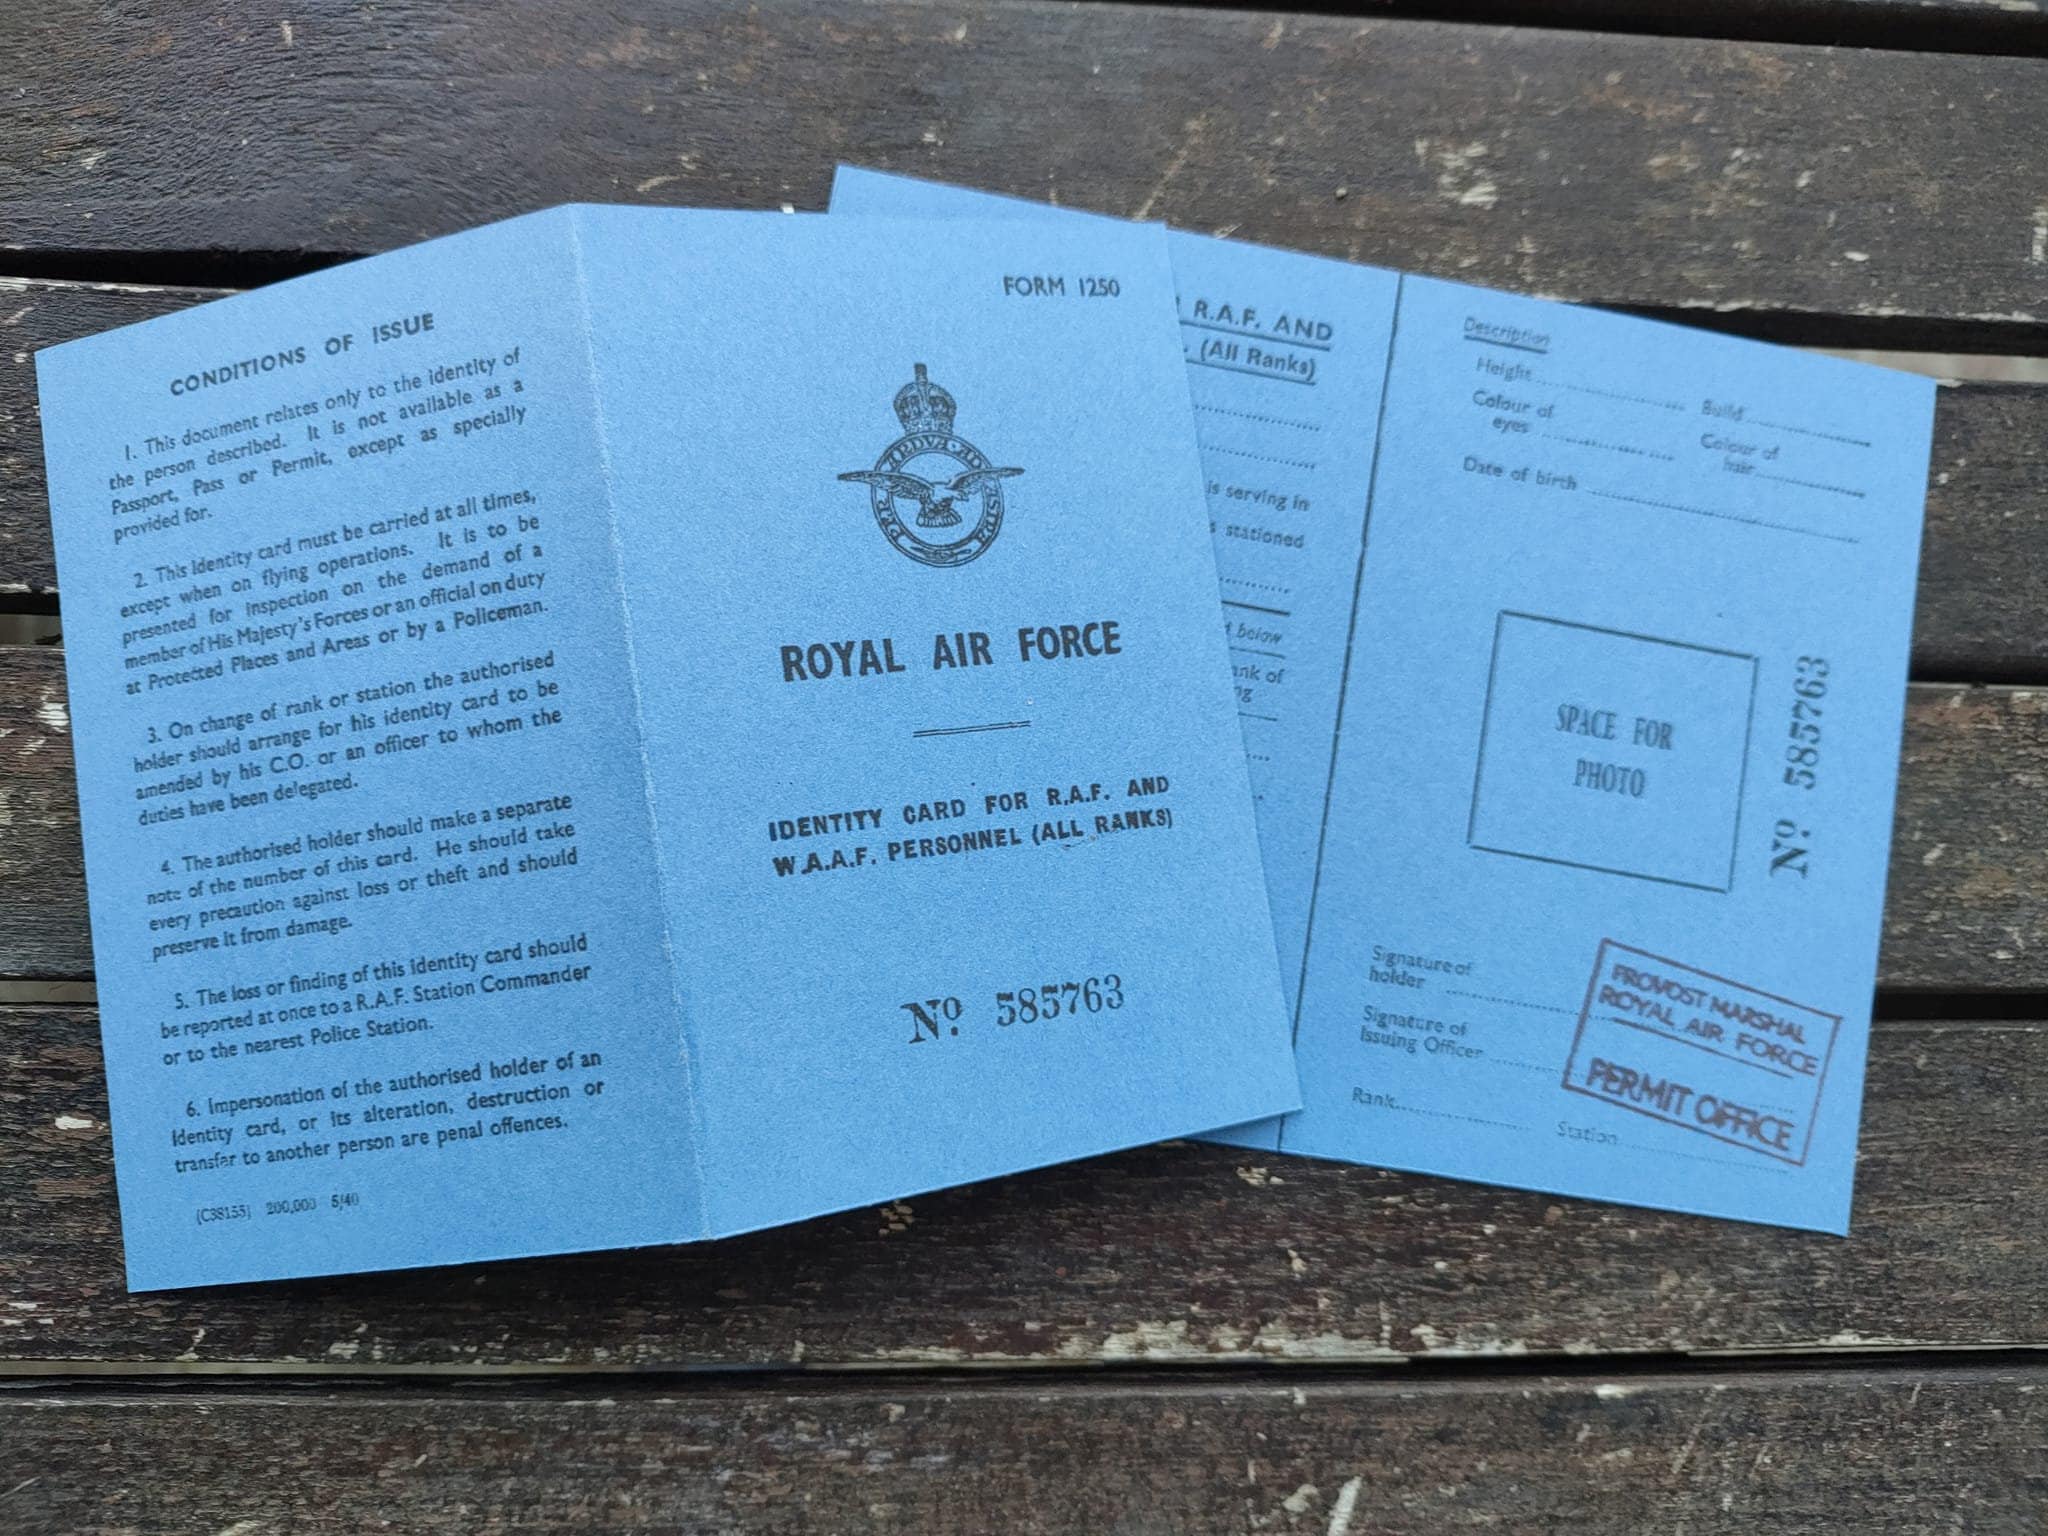 CONDITIONS OF ISSUE
1. This document relates only to the identity of
the person described. It is not available as a
Passport, Pass or Permit, except as specially
provided for.
2. This Identity card must be carried at all times,
except when on flying operations. It is to be
presented for inspection on the demand of a
member of His Majesty's Forces or an official on duty
at Protected Places and Areas or by a Policeman.
3. On change of rank or station the authorised
holder should arrange for his identity card to be
amended by his C.O. or an officer to whom the
duties have been delegated.
4. The authorised holder should make a separate
note of the number of this card. He should take
every precaution against loss or theft and should
preserve it from damage.
5. The loss or finding of this identity card should
be reported at once to a R.A.F. Station Commander
or to the nearest Police Station.
6. Impersonation of the authorised holder of an
Identity card, or its alteration, destruction or
transfer to another person are penal offences.
(C38155) 200,000 5/40
FORM 1250
PER ARDVA AD ASTRA
ROYAL AIR FORCE
IDENTITY CARD FOR R.A.F. AND
W.A.A.F. PERSONNEL (ALL RANKS)
Nº 585763
R.A.F. AND
(All Ranks)
is serving in
stationed
below
Description
Height
Build
Colour of
eyes
Colour of
hair
Date of birth
SPACE FOR
PHOTO
Nº 585763
Signature of
holder
Signature of
Issuing Officer
Rank
Station
PROVOST MARSHAL
ROYAL AIR FORCE
PERMIT OFFICE